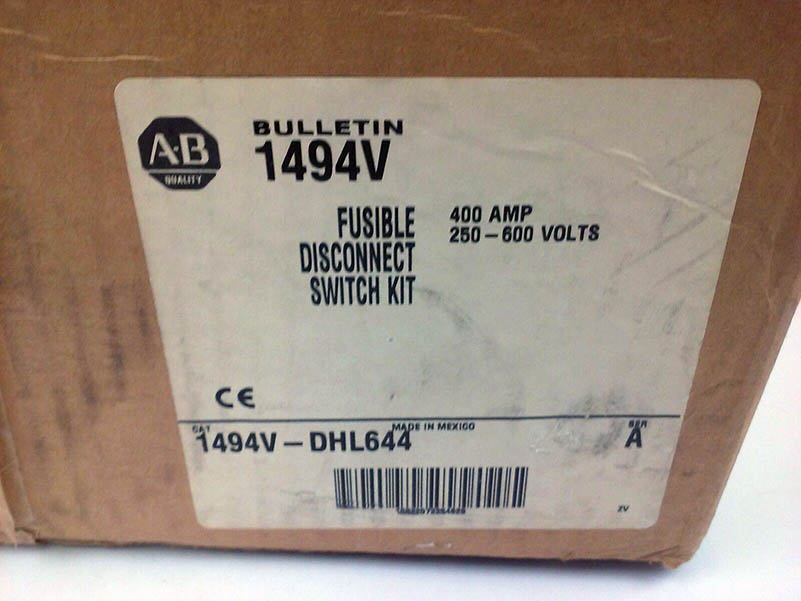 A-B
QUALITY
BULLETIN
1494V
FUSIBLE
DISCONNECT
SWITCH KIT
400 AMP
250-600 VOLTS
CE
CAT
1494V-DHL644
MADE IN MEXICO
SER
A
ZV